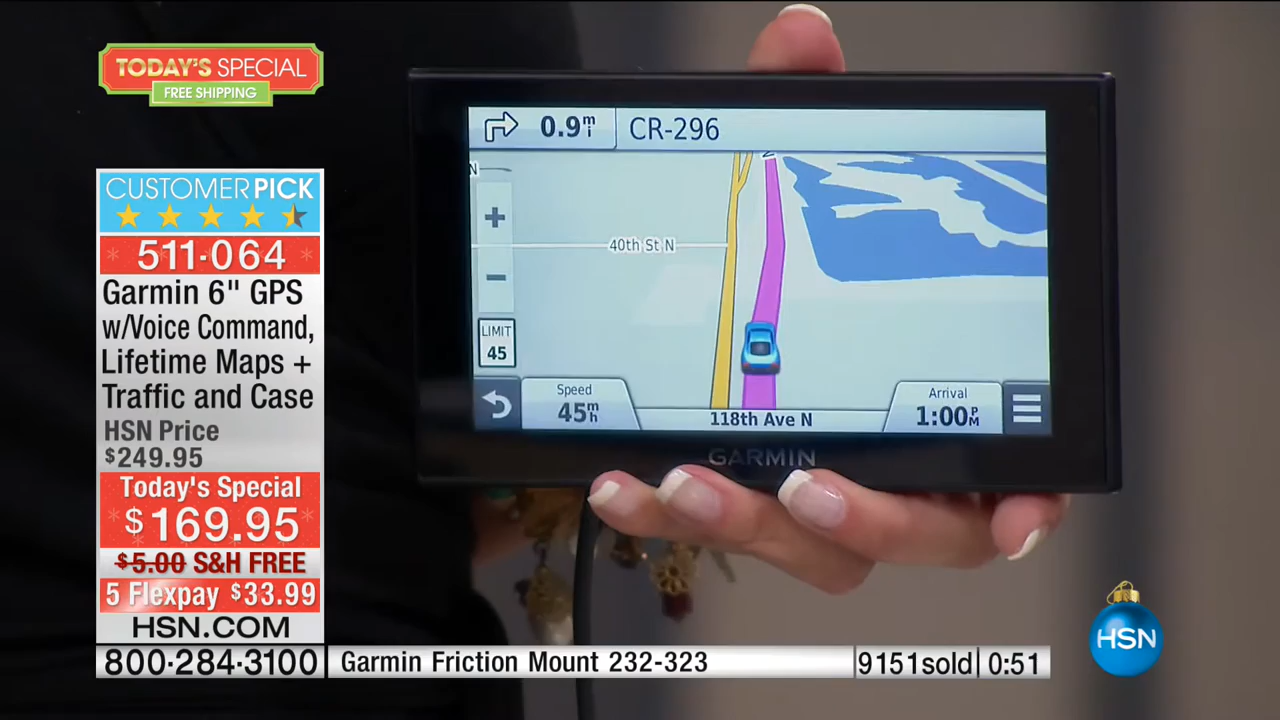 TODAY'S SPECIAL
FREE SHIPPING
CUSTOMER PICK
511-064
Garmin 6" GPS
w/Voice Command,
Lifetime Maps +
Traffic and Case
HSN Price
$249.95
Today's Special
$169.95
$5.00 S&H FREE
5 Flexpay $33.99
HSN.COM
800-284-3100
Garmin Friction Mount 232-323
9151sold
0:51
0.9mi
CR-296
N
40th St N
+
−
LIMIT
45
Speed
45mh
118th Ave N
Arrival
1:00PM
GARMIN
HSN